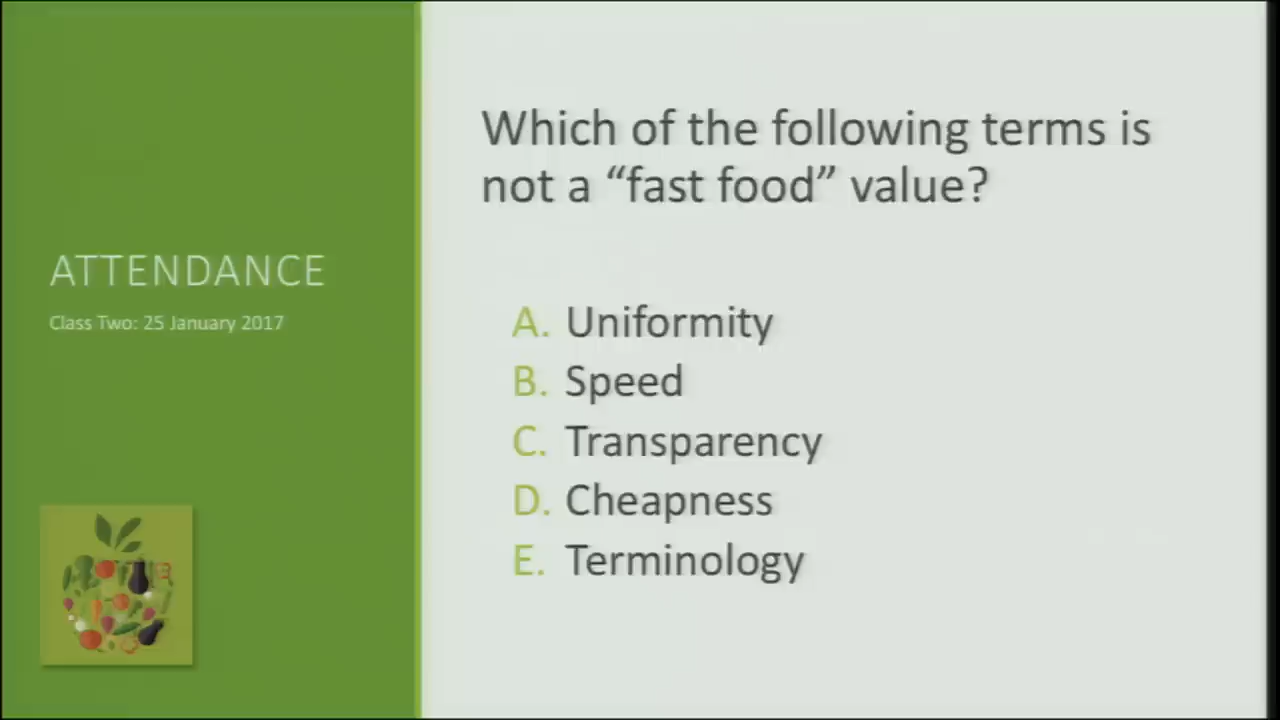 ATTENDANCE
Class Two: 25 January 2017
Which of the following terms is
not a “fast food” value?
A. Uniformity
B. Speed
C. Transparency
D. Cheapness
E. Terminology